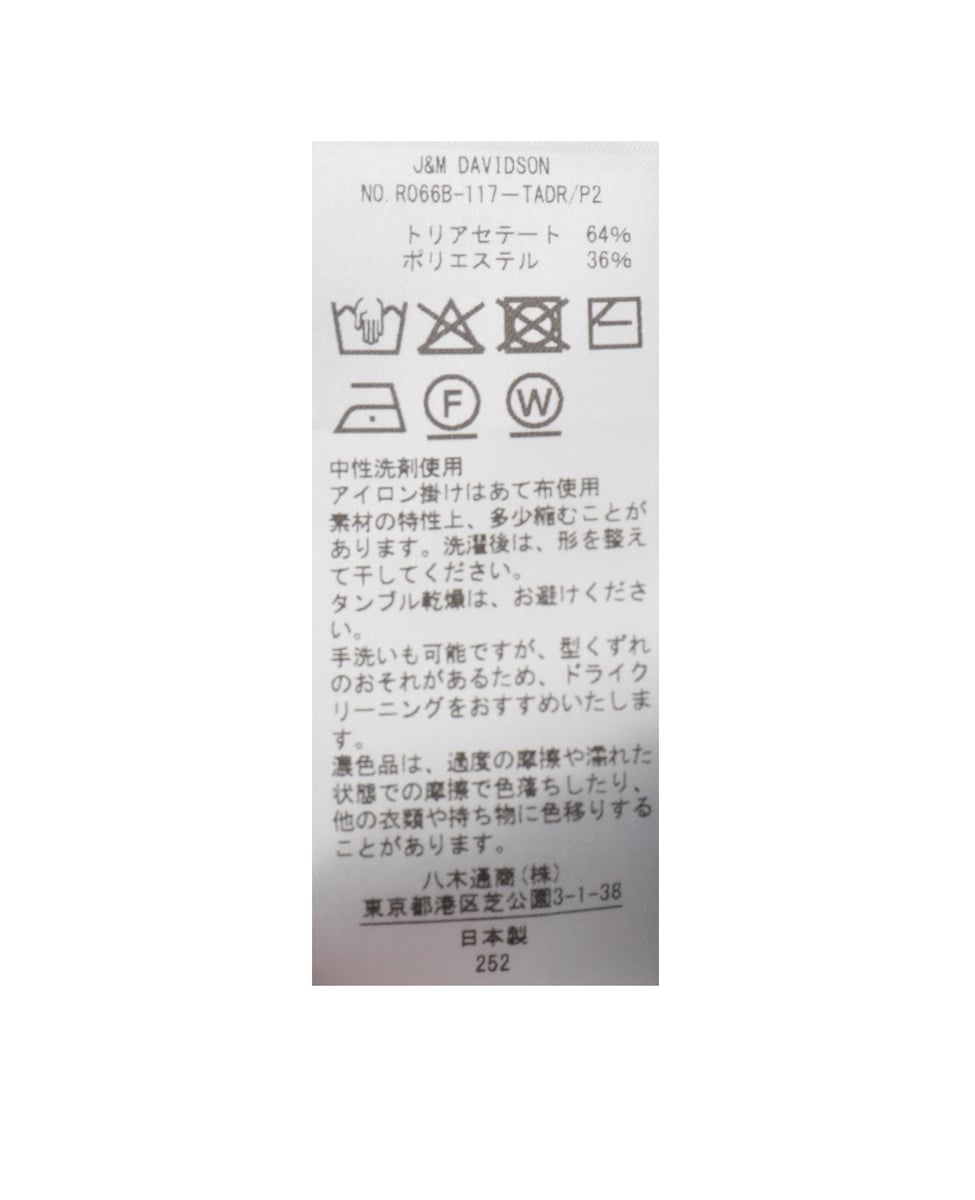 J&M DAVIDSON
NO.R066B-117-TADR/P2
トリアセテート 64%
ポリエステル 36%
F W
中性洗剤使用
アイロン掛けはあて布使用
素材の特性上、多少縮むことが
あります。洗濯後は、形を整え
て干してください。
タンブル乾燥は、お避けくださ
い。
手洗いも可能ですが、型くずれ
のおそれがあるため、ドライク
リーニングをおすすめいたしま
す。
濃色品は、過度の摩擦や濡れた
状態での摩擦で色落ちしたり、
他の衣類や持ち物に色移りする
ことがあります。
八木通商(株)
東京都港区芝公園3-1-38
日本製
252